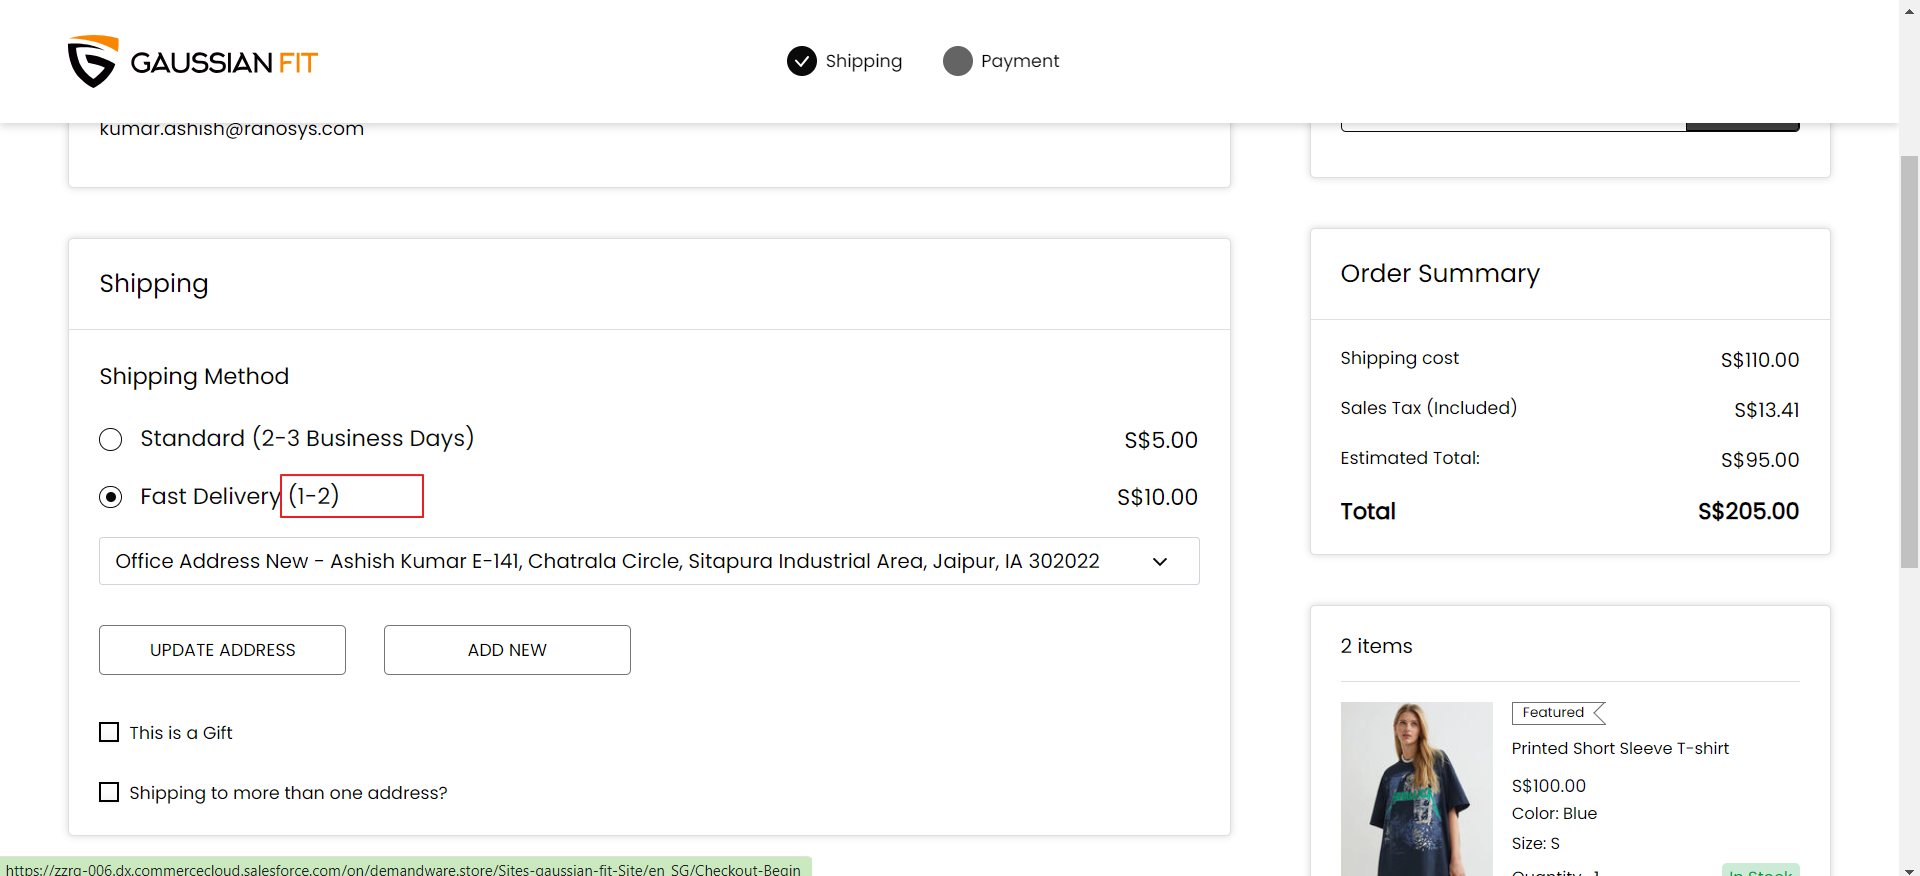 GAUSSIAN FIT
Shipping
Payment
kumar.ashish@ranosys.com
Shipping
Shipping Method
Standard (2-3 Business Days)
S$5.00
Fast Delivery (1-2)
S$10.00
Office Address New - Ashish Kumar E-141, Chatrala Circle, Sitapura Industrial Area, Jaipur, IA 302022
UPDATE ADDRESS
ADD NEW
This is a Gift
Shipping to more than one address?
Order Summary
Shipping cost
S$110.00
Sales Tax (Included)
S$13.41
Estimated Total:
S$95.00
Total
S$205.00
2 items
Featured
Printed Short Sleeve T-shirt
S$100.00
Color: Blue
Size: S
Quantity: 1
In Stock
https://zzrq-006.dx.commercecloud.salesforce.com/on/demandware.store/Sites-gaussian-fit-Site/en_SG/Checkout-Begin